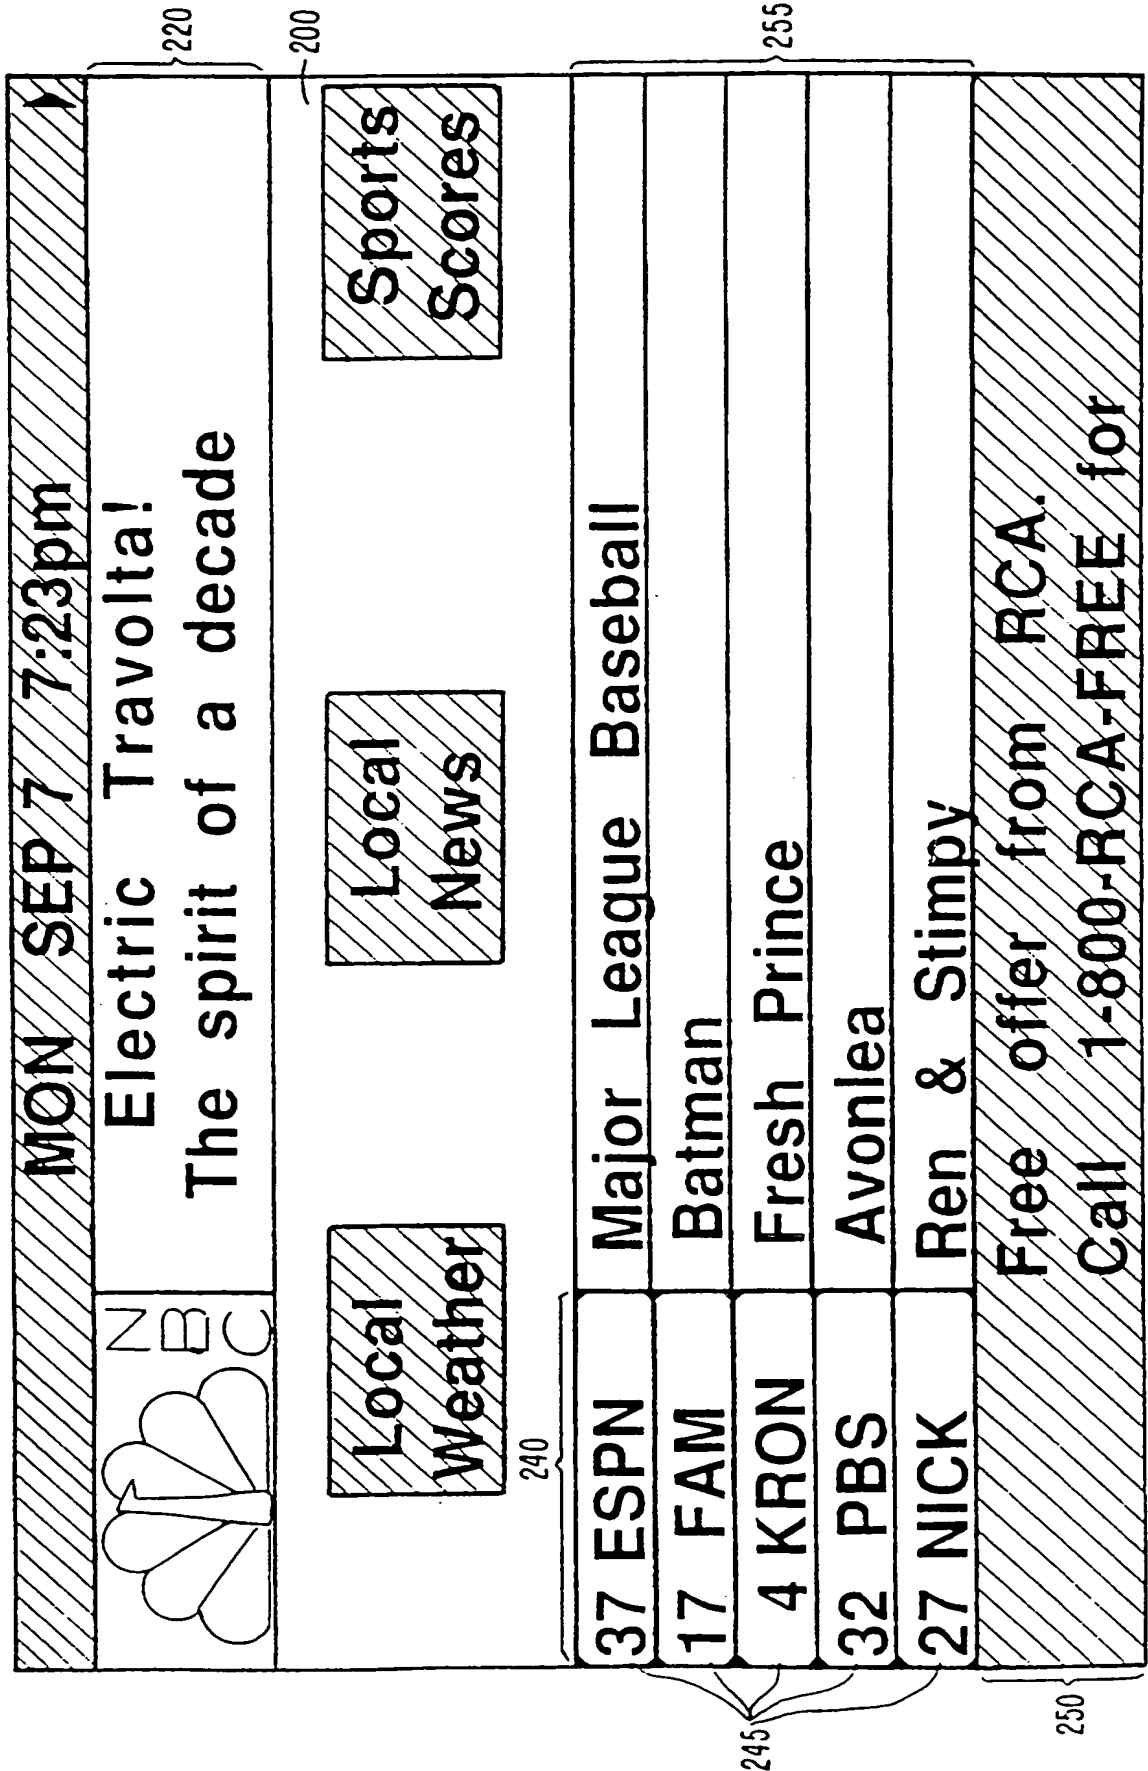 MON SEP 7 7:23pm
220
N
B
C
Electric Travolta!
The spirit of a decade
200
Local
Weather
Local
News
Sports
Scores
240
37 ESPN Major League Baseball
17 FAM Batman
4 KRON Fresh Prince
32 PBS Avonlea
27 NICK Ren & Stimpy
245
255
Free offer from RCA.
Call 1-800-RCA-FREE for
250